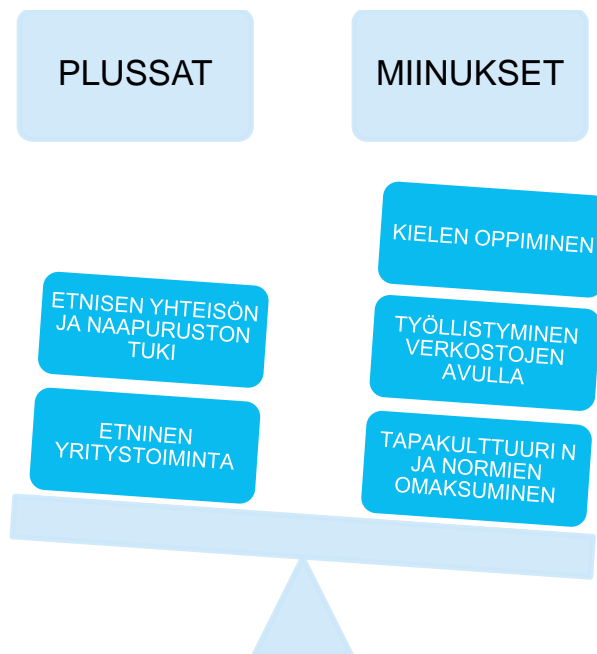 PLUSSAT
MIINUKSET
ETNISEN YHTEISÖN
JA NAAPURUSTON
TUKI
ETNINEN
YRITYSTOIMINTA
KIELEN OPPIMINEN
TYÖLLISTYMINEN
VERKOSTOJEN
AVULLA
TAPAKULTTUURI N
JA NORMIEN
OMAKSUMINEN